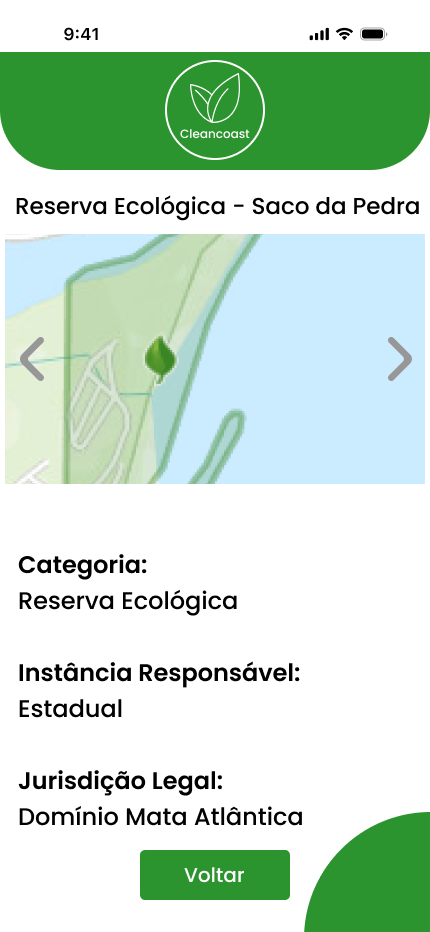 9:41
Cleancoast
Reserva Ecológica - Saco da Pedra
Categoria:
Reserva Ecológica
Instância Responsável:
Estadual
Jurisdição Legal:
Domínio Mata Atlântica
Voltar